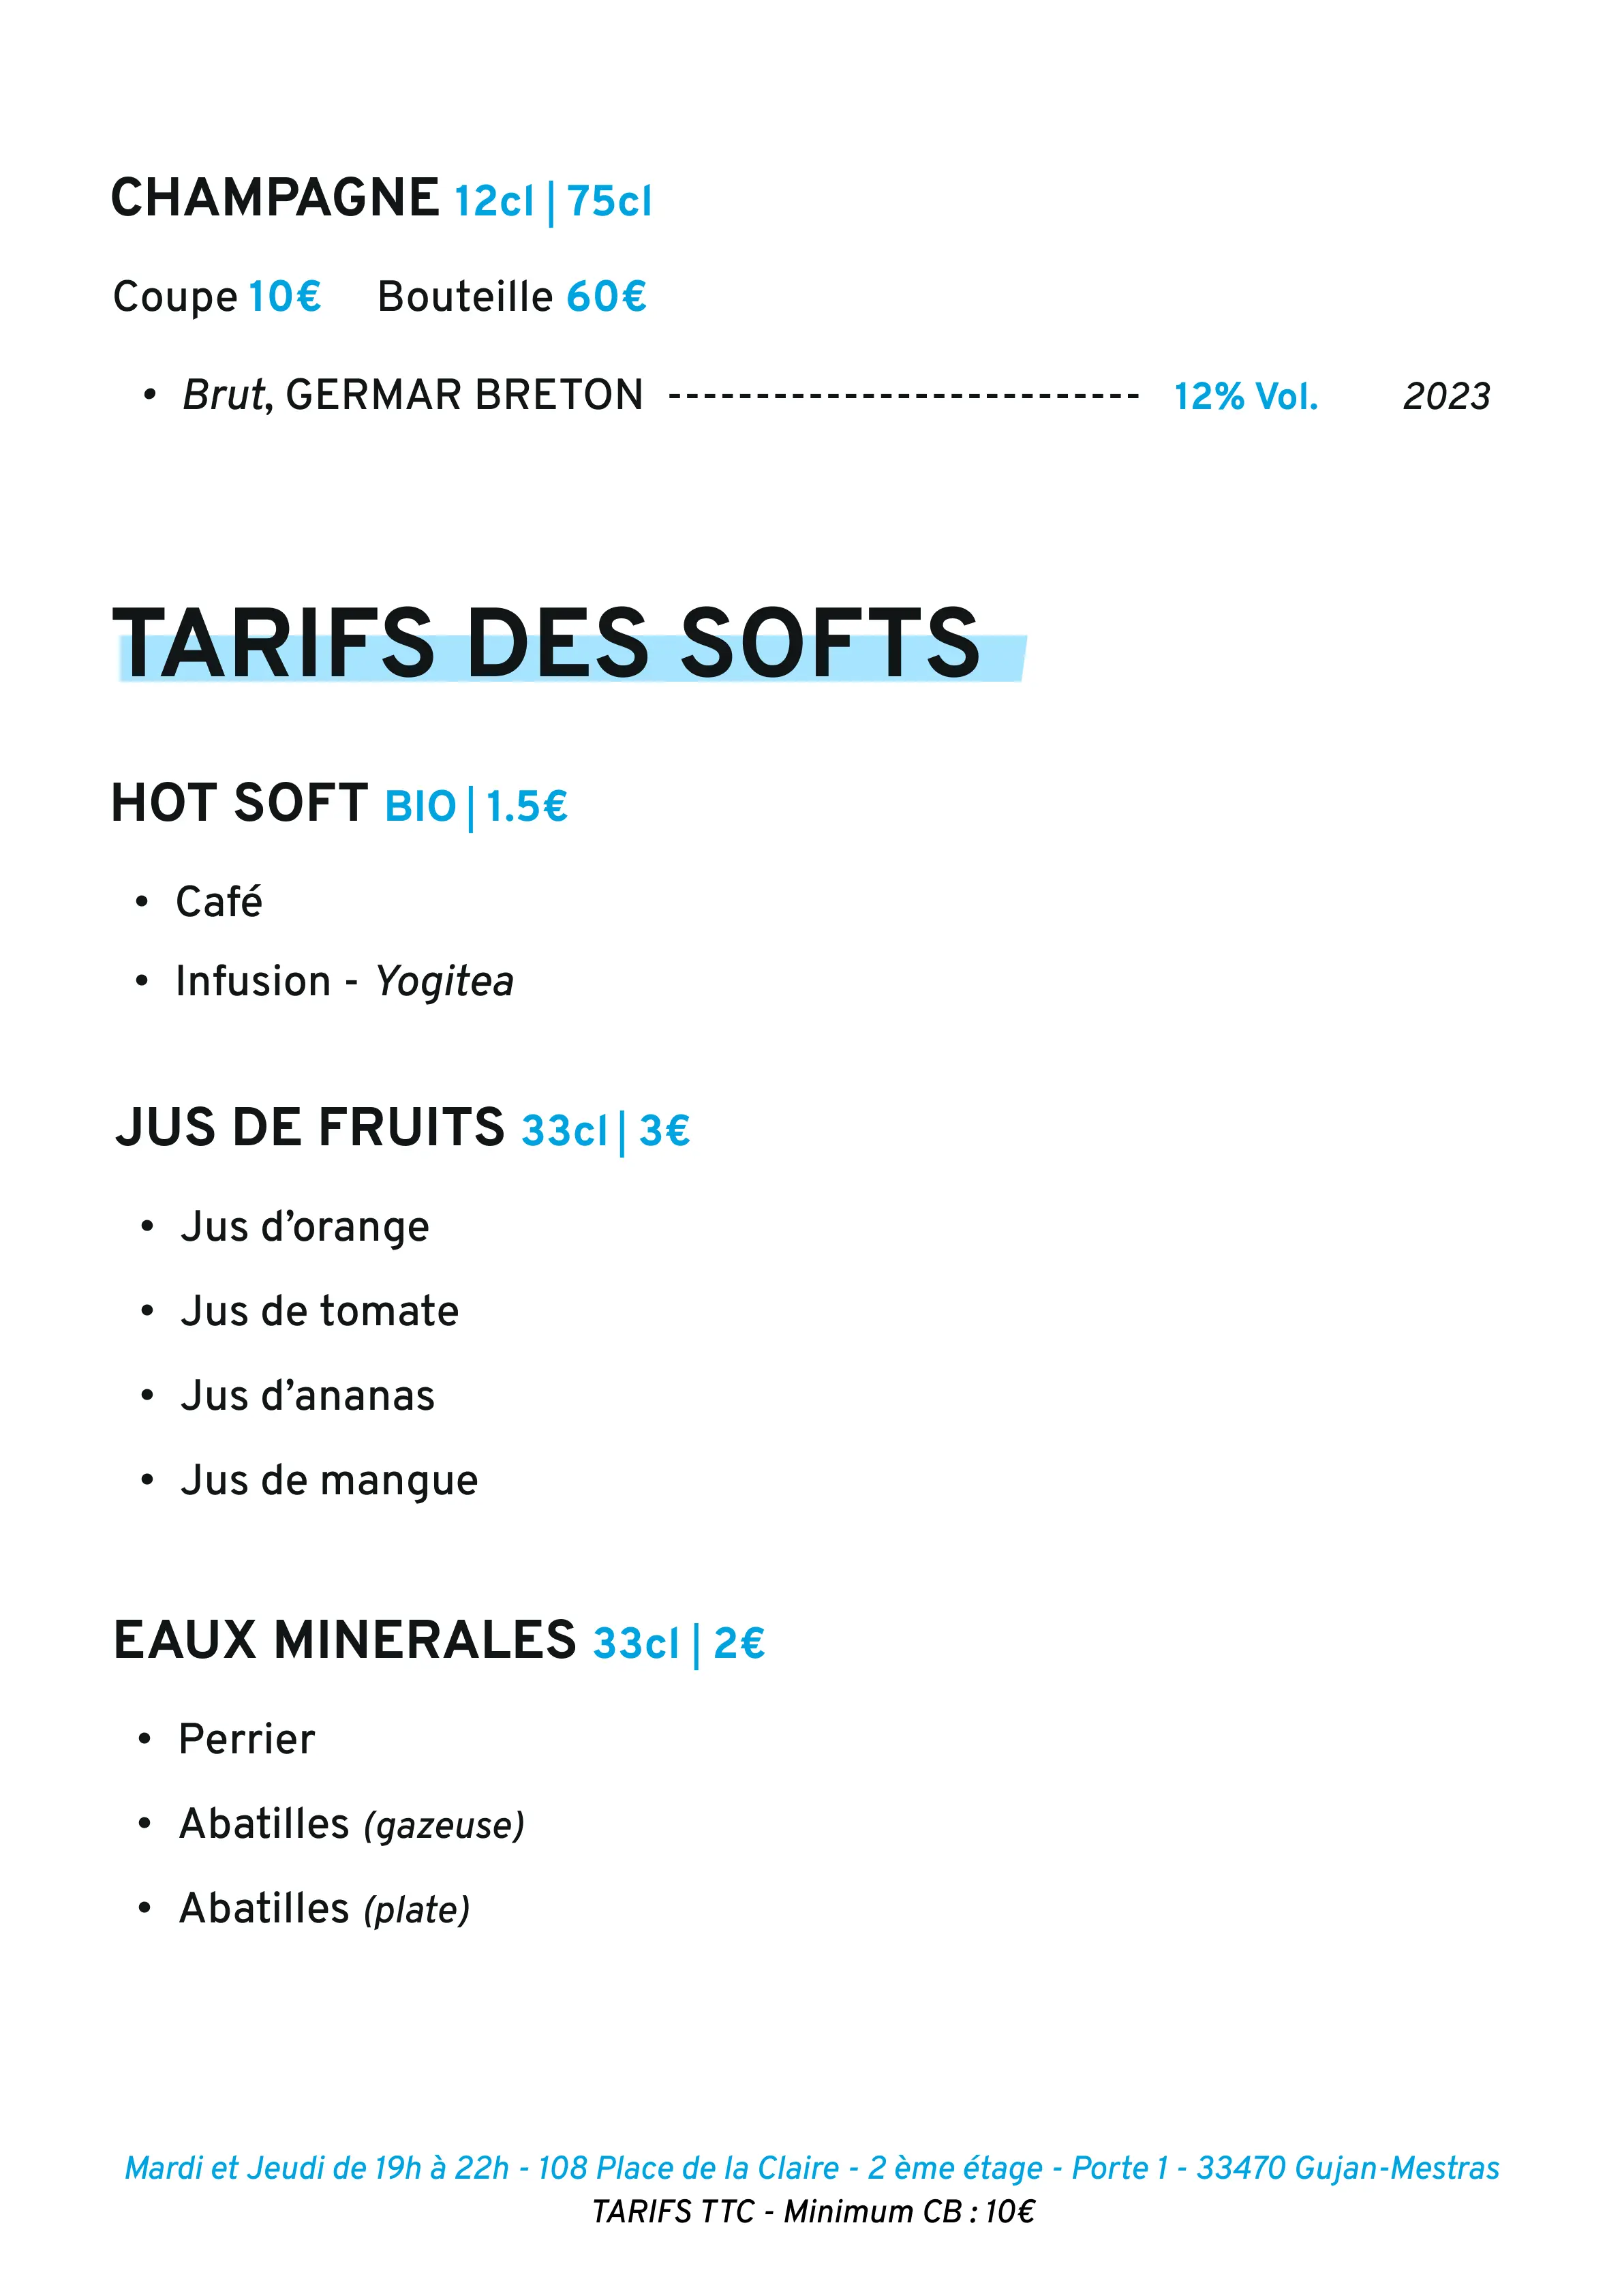 CHAMPAGNE 12cl | 75cl
Coupe 10€ Bouteille 60€
• Brut, GERMAR BRETON --------------------------- 12% Vol. 2023
TARIFS DES SOFTS
HOT SOFT BIO | 1.5€
• Café
• Infusion - Yogitea
JUS DE FRUITS 33cl | 3€
• Jus d’orange
• Jus de tomate
• Jus d’ananas
• Jus de mangue
EAUX MINERALES 33cl | 2€
• Perrier
• Abatilles (gazeuse)
• Abatilles (plate)
Mardi et Jeudi de 19h à 22h - 108 Place de la Claire - 2 ème étage - Porte 1 - 33470 Gujan-Mestras
TARIFS TTC - Minimum CB : 10€